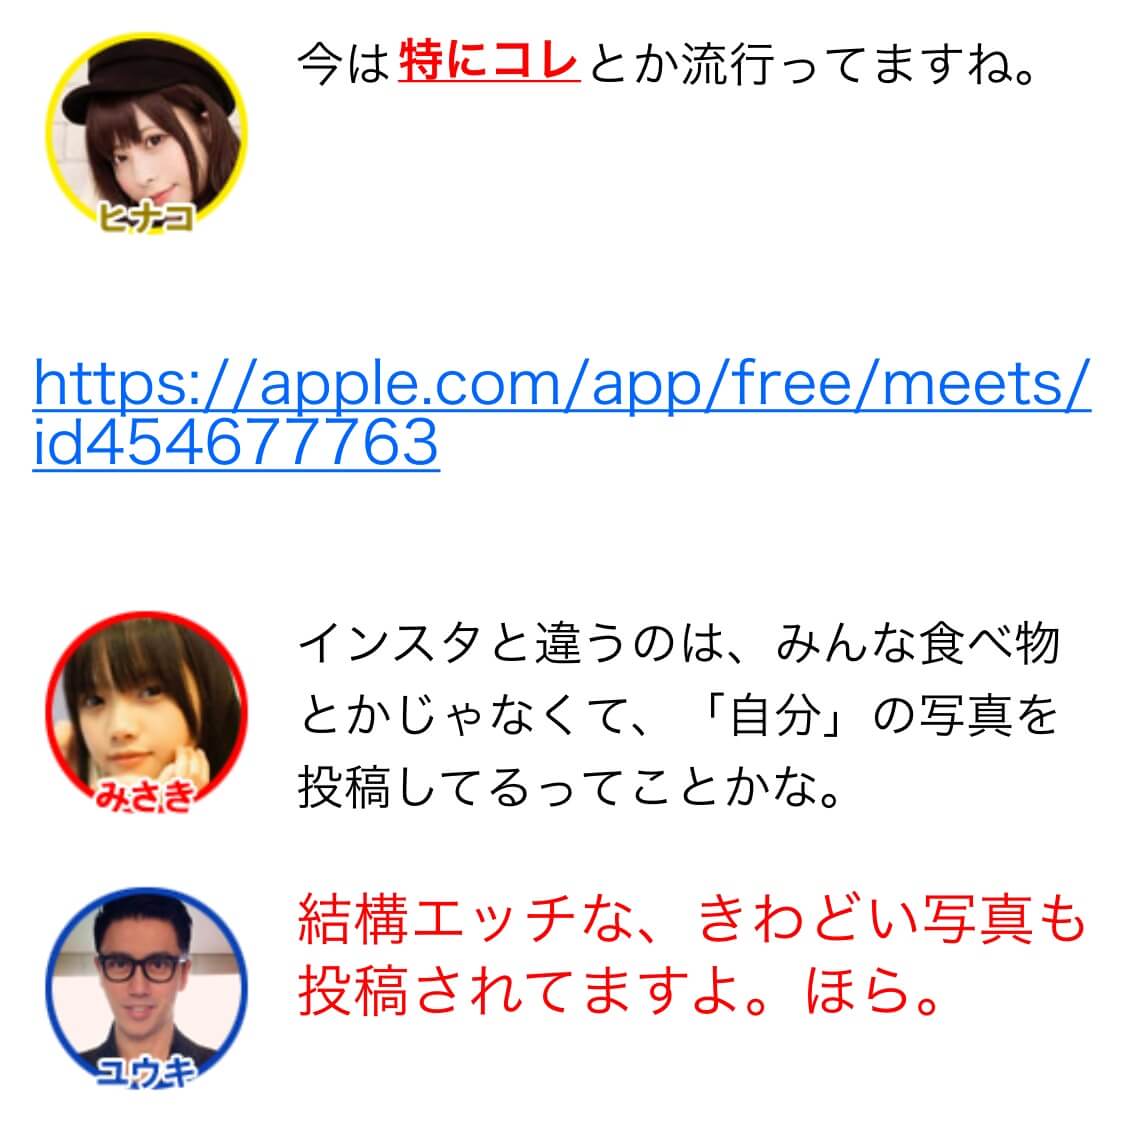 今は特にコレとか流行ってますね。
ヒナコ
https://apple.com/app/free/meets/
id454677763
インスタと違うのは、みんな食べ物
とかじゃなくて、「自分」の写真を
投稿してるってことかな。
みさき
結構エッチな、きわどい写真も
投稿されてますよ。ほら。
ユウキ